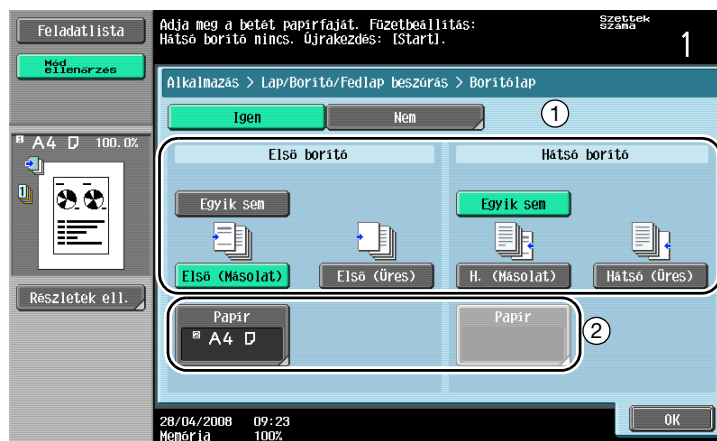 Feladatlista
Adja meg a betét papírfaját. Füzetbeállítás:
Hátsó borító nincs. Újrakezdés: [Start].
Szettek
száma
1
Mód
ellenőrzés
Alkalmazás > Lap/Borító/Fedlap beszúrás > Borítólap
Igen
Nem
1
A4 100.0%
1
Első borító
Hátsó borító
Egyik sem
Egyik sem
Első (Másolat)
Első (Üres)
H. (Másolat)
Hátsó (Üres)
Részletek ell.
Papír
Papír
2 A4
2
28/04/2008 09:23
Memória 100%
OK